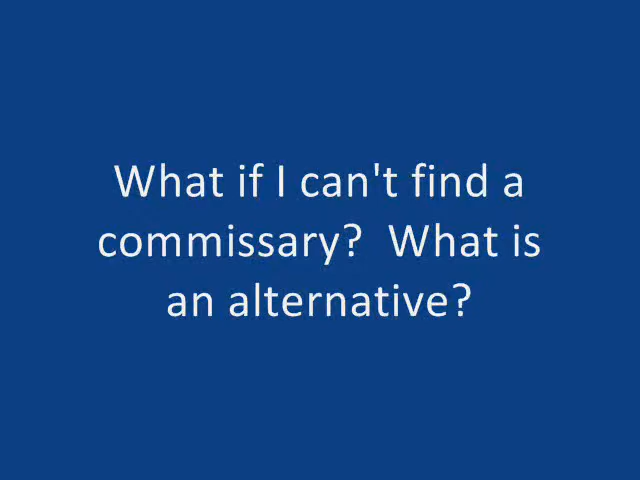 What if I can't find a
commissary?  What is
an alternative?